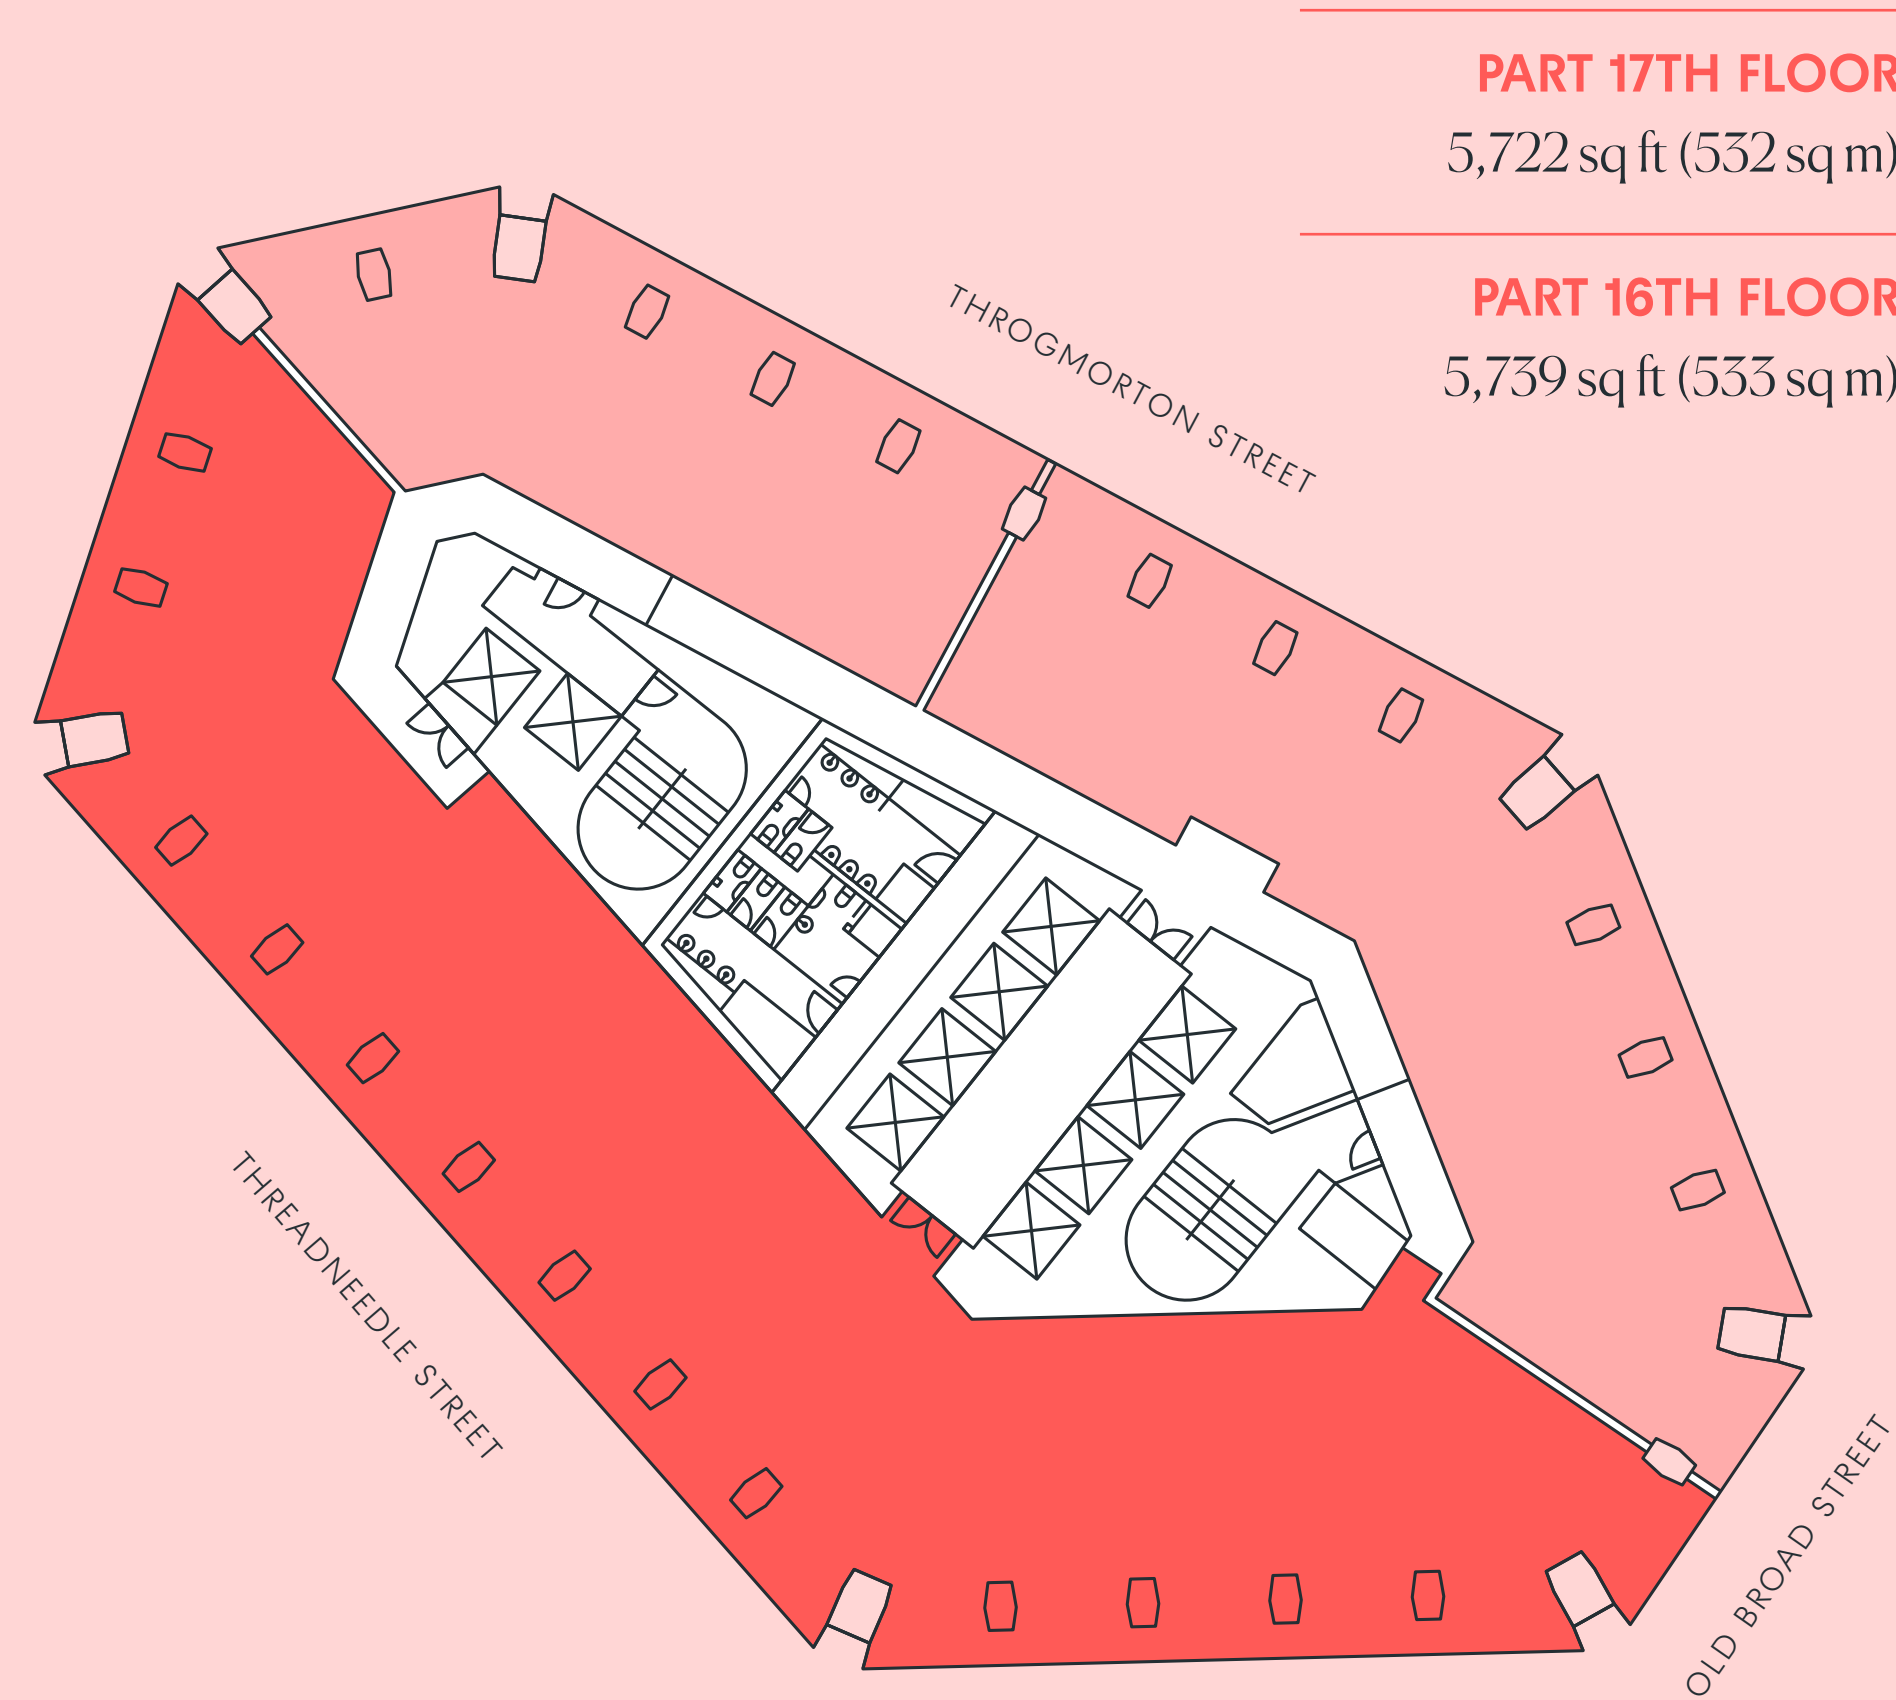 PART 17TH FLOOR
5,722 sq ft (532 sq m)
PART 16TH FLOOR
5,739 sq ft (533 sq m)
THROGMORTON STREET
THREADNEEDLE STREET
OLD BROAD STREET